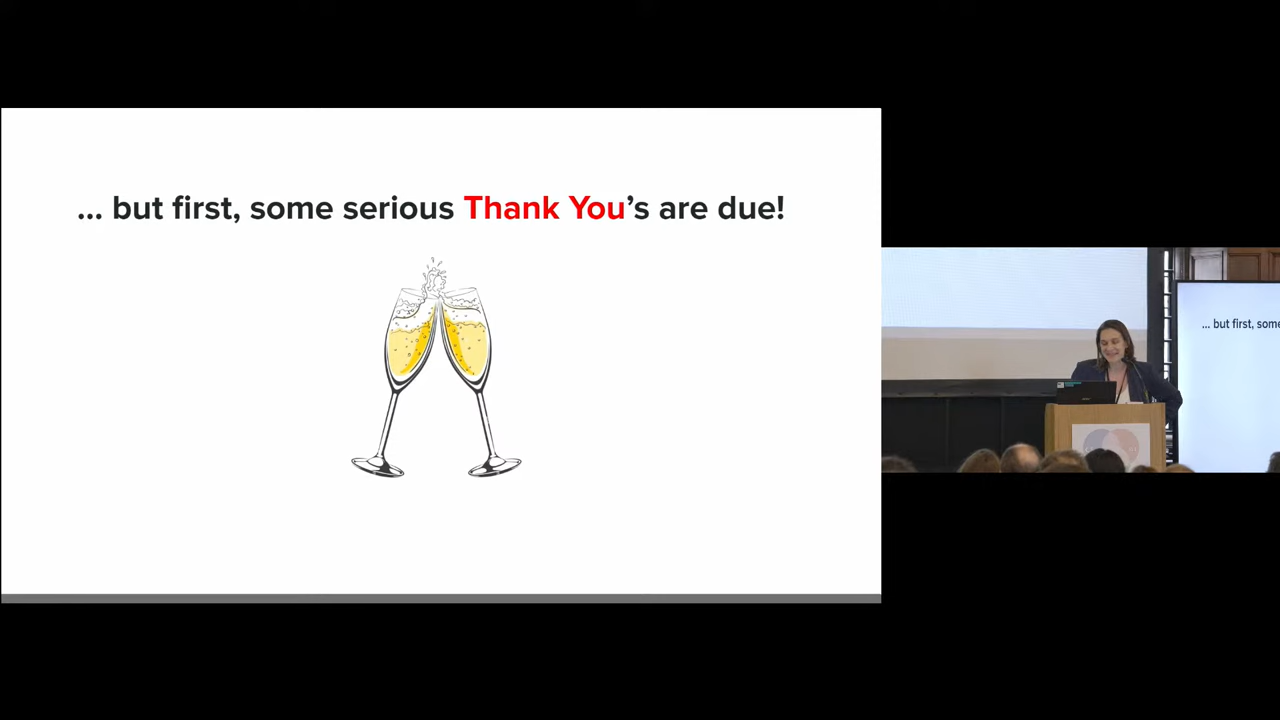 ... but first, some serious Thank You’s are due!
... but first, some